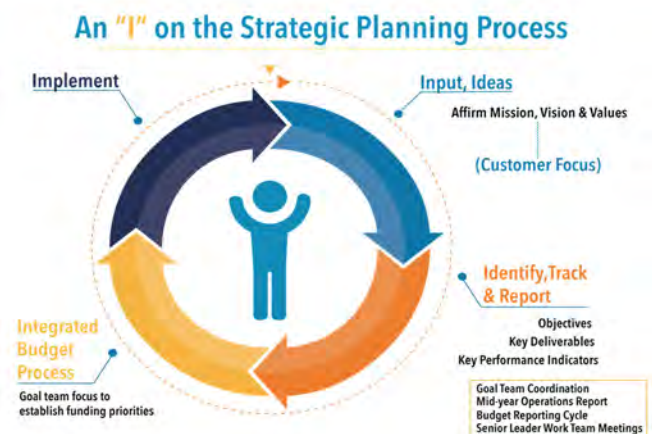 An "I" on the Strategic Planning Process
Implement
Input, Ideas
Affirm Mission, Vision & Values
(Customer Focus)
Identify,Track
& Report
Objectives
Key Deliverables
Key Performance Indicators
Goal Team Coordination
Mid-year Operations Report
Budget Reporting Cycle
Senior Leader Work Team Meetings
Integrated
Budget
Process
Goal team focus to
establish funding priorities